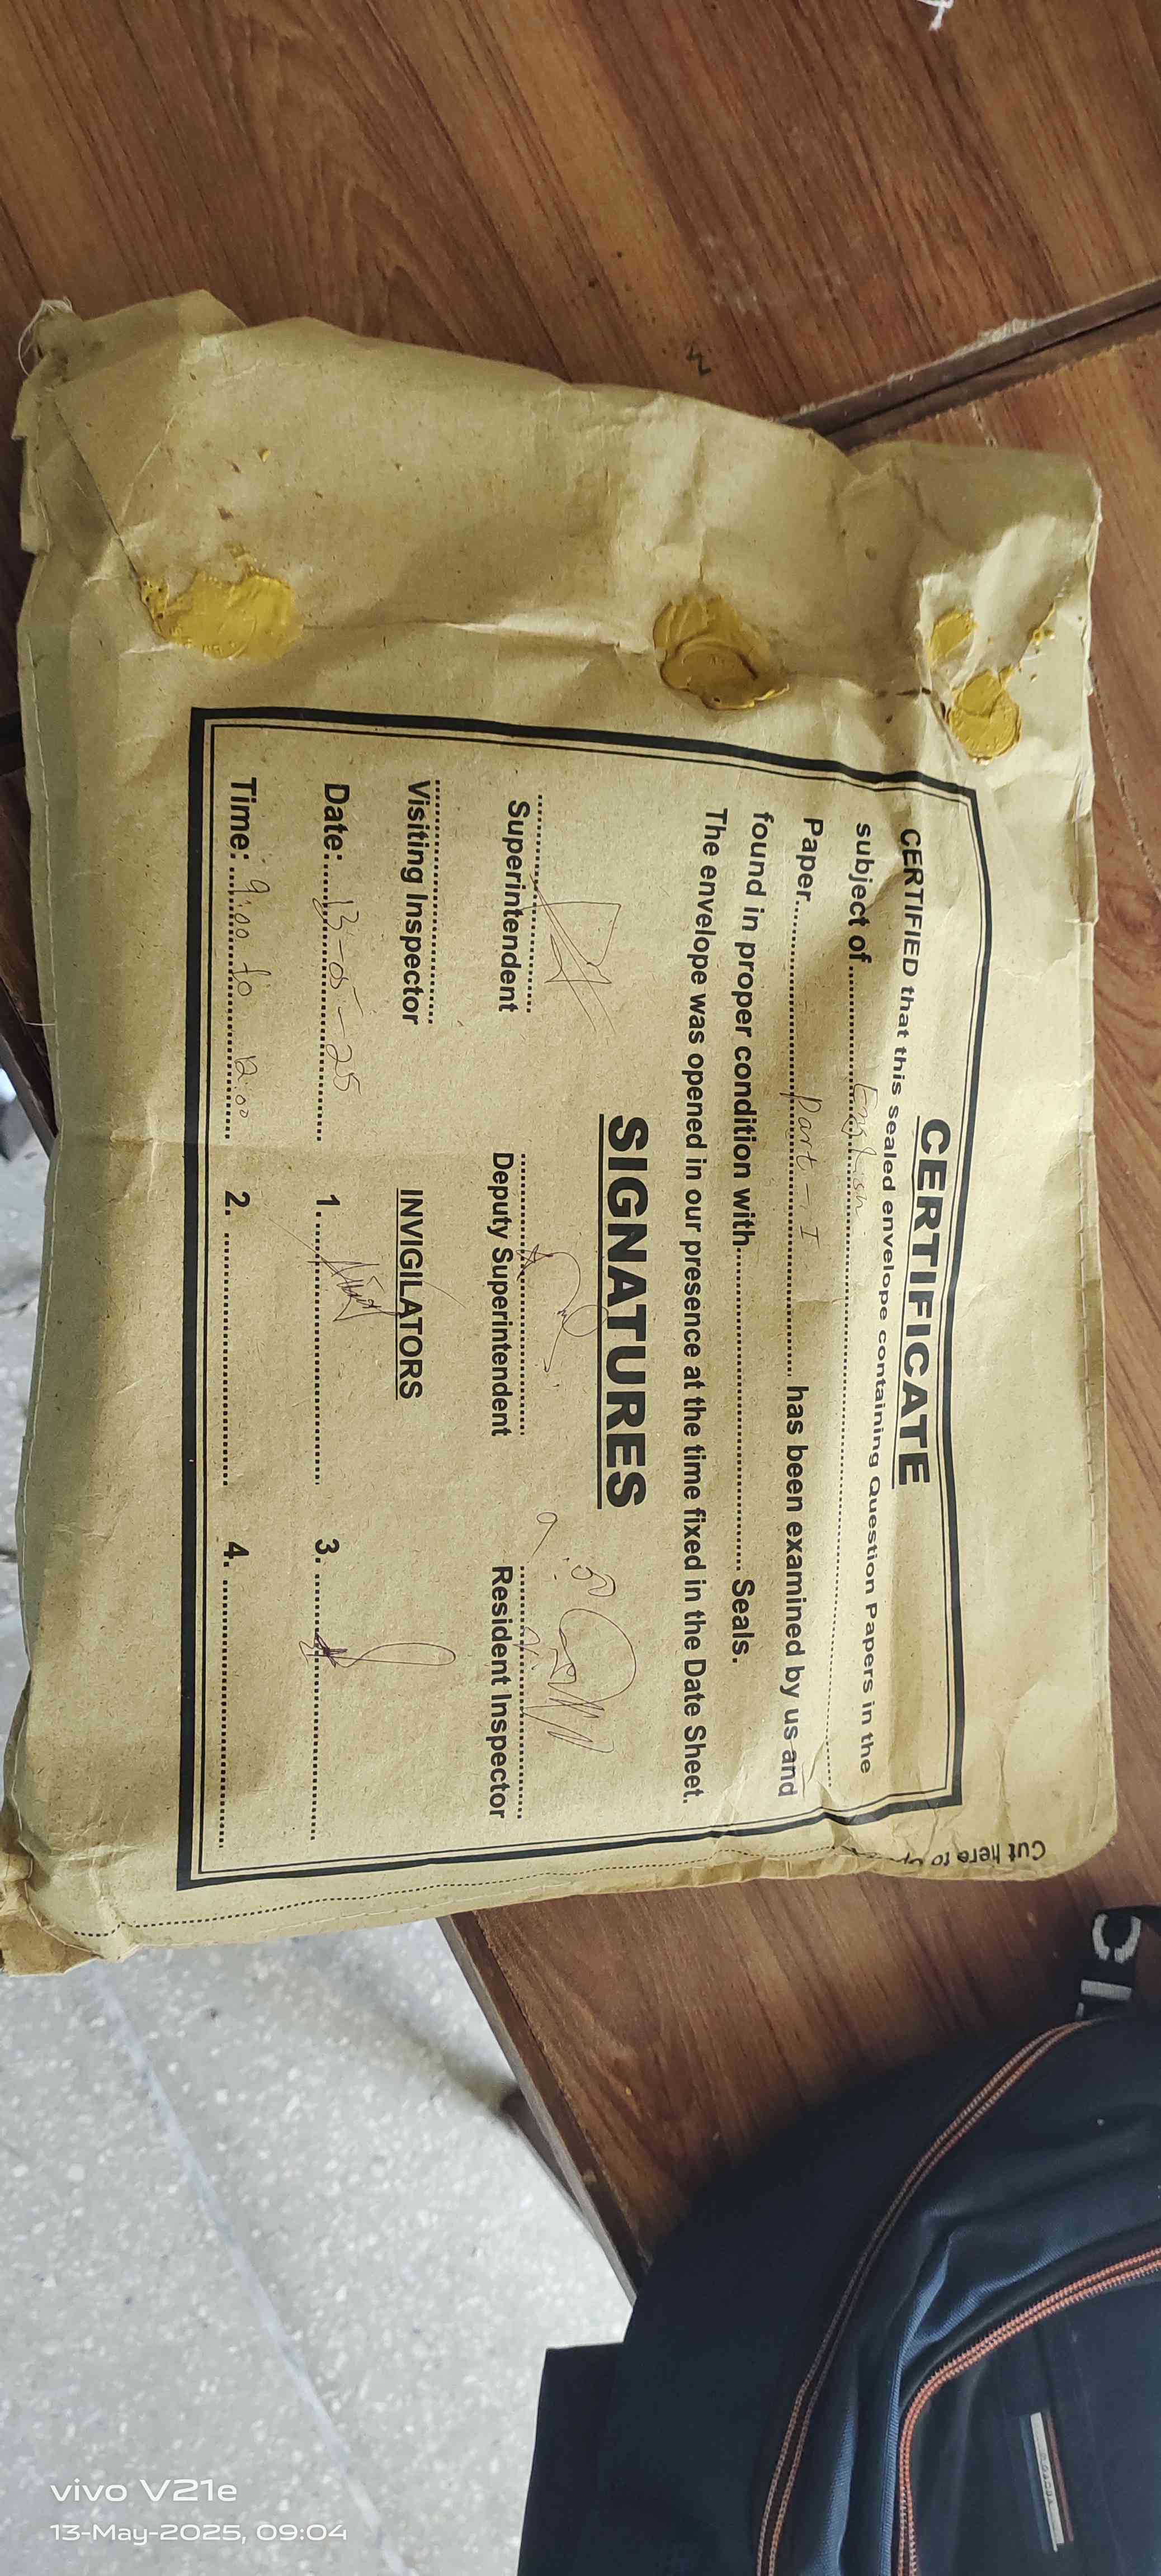 CERTIFICATE
CERTIFIED that this sealed envelope containing Question Papers in the
subject of ........ English ........
Paper........ Part - I ........ has been examined by us and
found in proper condition with................ Seals.
The envelope was opened in our presence at the time fixed in the Date Sheet.
SIGNATURES
Superintendent
Deputy Superintendent
Resident Inspector
Visiting Inspector
INVIGILATORS
Date:....13-05-25....
1. ........
3. ........
Time: ....9:00 to 12:00....
2. ........
4. ........
Cut here to
vivo V21e
13-May-2025, 09:04